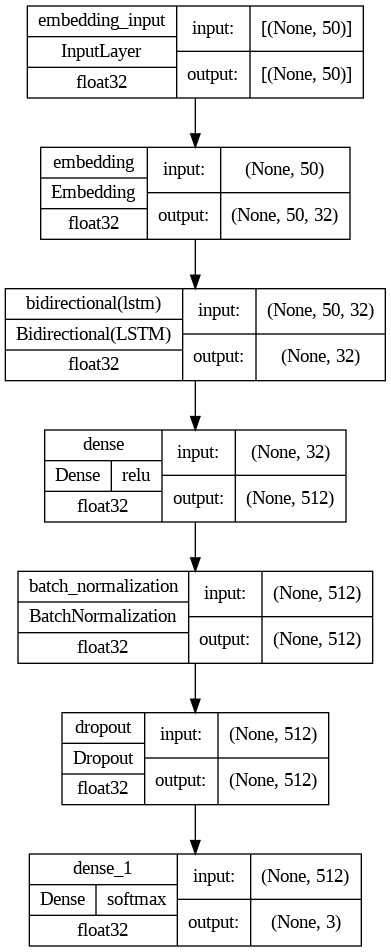 embedding_input input: [(None, 50)]
InputLayer
float32 output: [(None, 50)]
embedding input: (None, 50)
Embedding
float32 output: (None, 50, 32)
bidirectional(lstm) input: (None, 50, 32)
Bidirectional(LSTM)
float32 output: (None, 32)
dense input: (None, 32)
Dense relu
float32 output: (None, 512)
batch_normalization input: (None, 512)
BatchNormalization
float32 output: (None, 512)
dropout input: (None, 512)
Dropout
float32 output: (None, 512)
dense_1 input: (None, 512)
Dense softmax
float32 output: (None, 3)